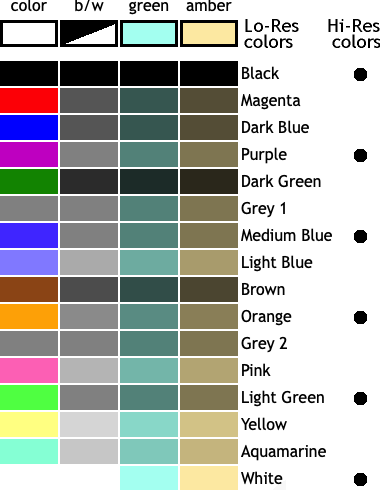 color b/w green amber
Lo-Res Hi-Res
colors colors
Black
Magenta
Dark Blue
Purple
Dark Green
Grey 1
Medium Blue
Light Blue
Brown
Orange
Grey 2
Pink
Light Green
Yellow
Aquamarine
White